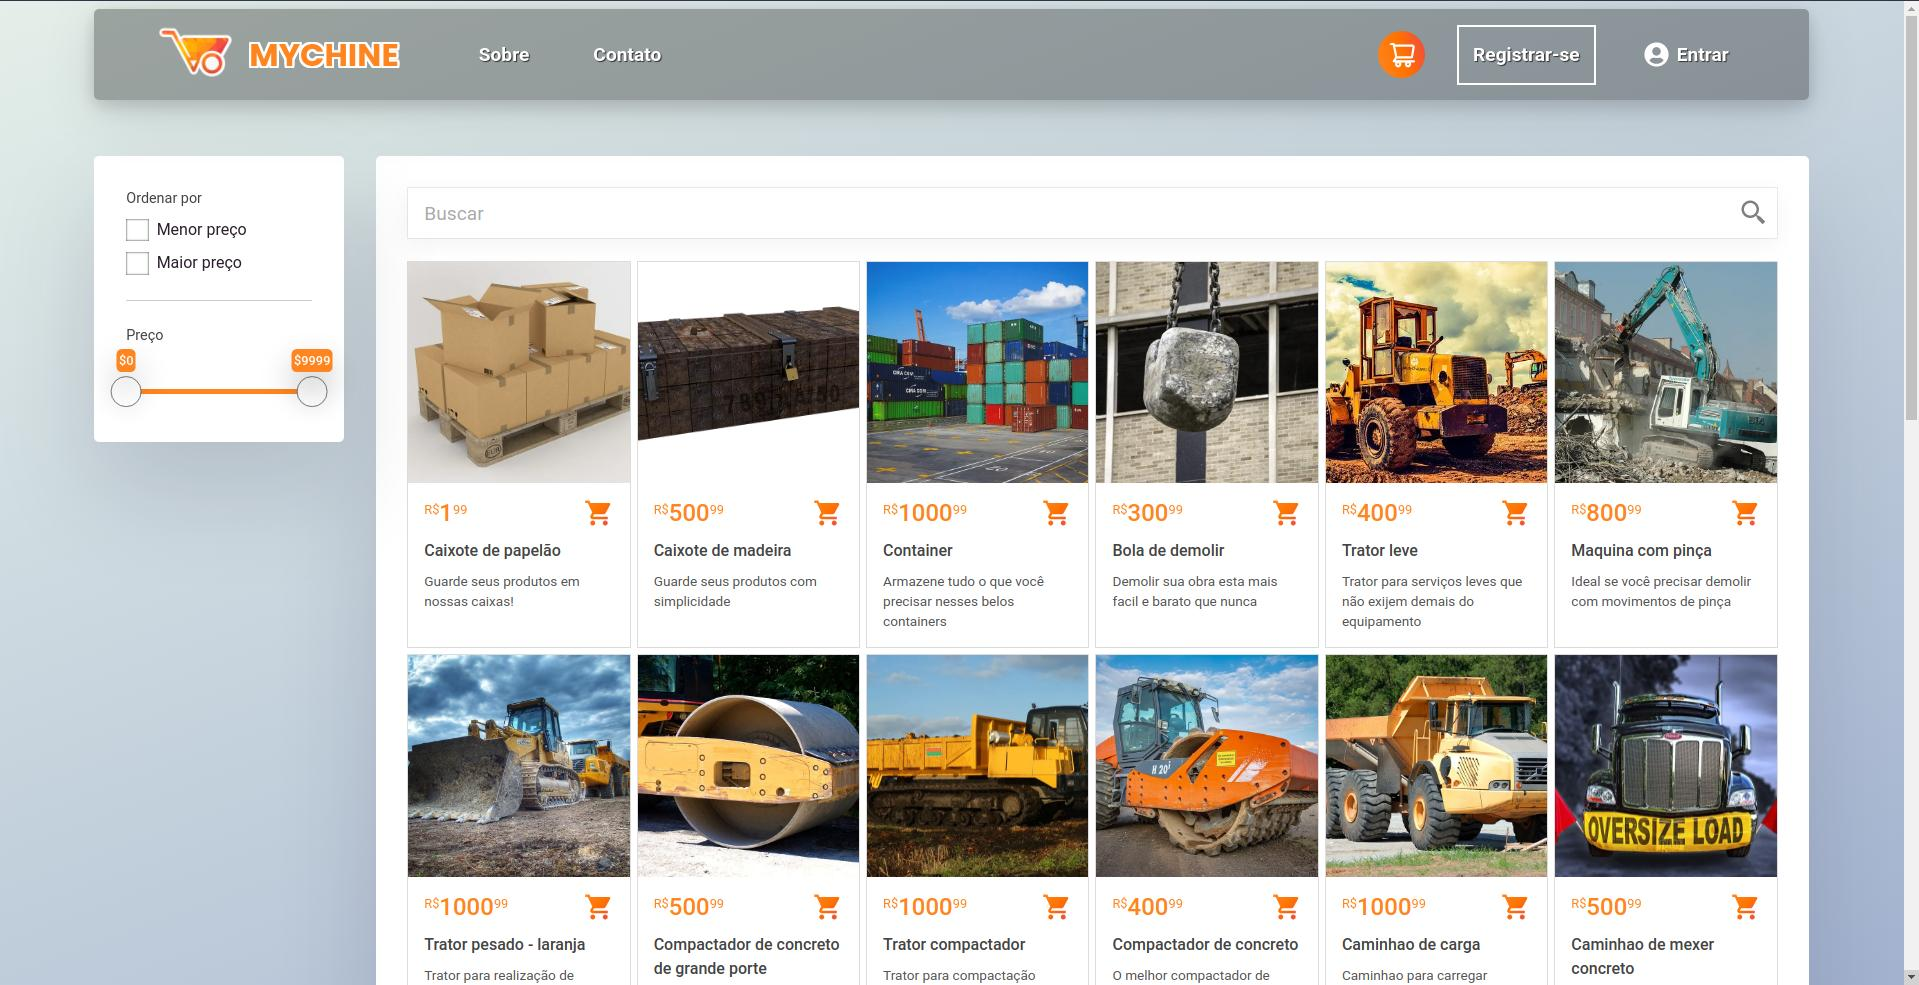 MYCHINE
Sobre
Contato
Registrar-se
Entrar
Ordenar por
Menor preço
Maior preço
Preço
$0
$9999
Buscar
R$1 99
Caixote de papelão
Guarde seus produtos em
nossas caixas!
R$500 99
Caixote de madeira
Guarde seus produtos com
simplicidade
R$1000 99
Container
Armazene tudo o que você
precisar nesses belos
containers
R$300 99
Bola de demolir
Demolir sua obra esta mais
facil e barato que nunca
R$400 99
Trator leve
Trator para serviços leves que
não exijem demais do
equipamento
R$800 99
Maquina com pinça
Ideal se você precisar demolir
com movimentos de pinça
R$1000 99
Trator pesado - laranja
Trator para realização de
R$500 99
Compactador de concreto
de grande porte
R$1000 99
Trator compactador
Trator para compactação
H 20i
R$400 99
Compactador de concreto
O melhor compactador de
R$1000 99
Caminhao de carga
Caminhao para carregar
OVERSIZE LOAD
R$500 99
Caminhao de mexer
concreto